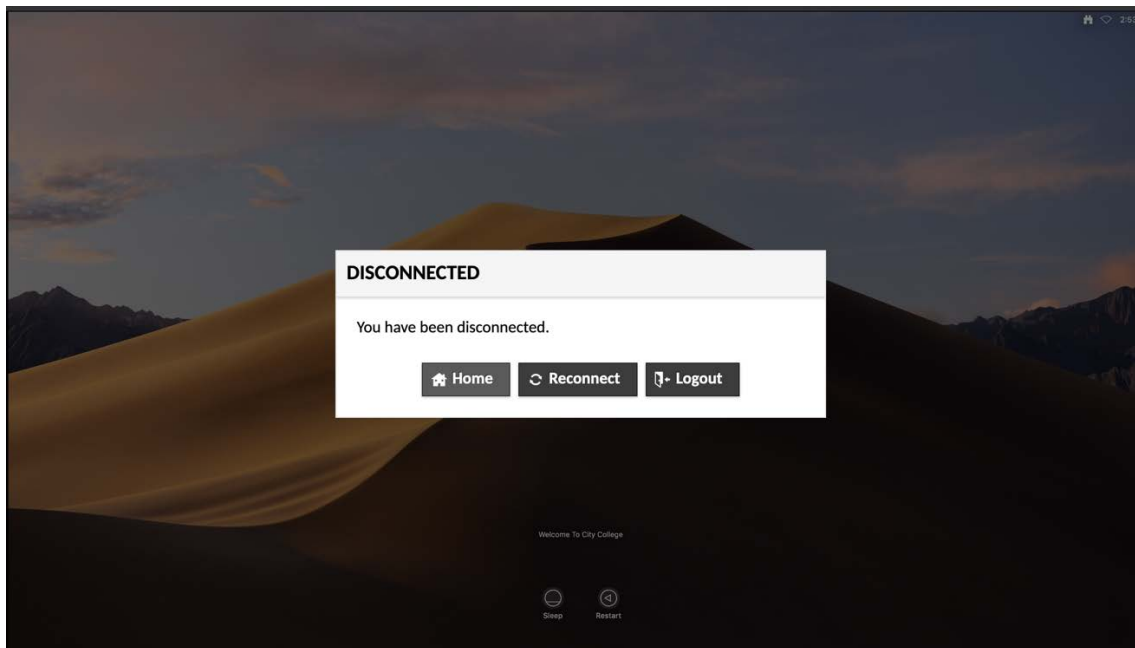 DISCONNECTED
You have been disconnected.
Home Reconnect Logout
Welcome To City College
Sleep Restart